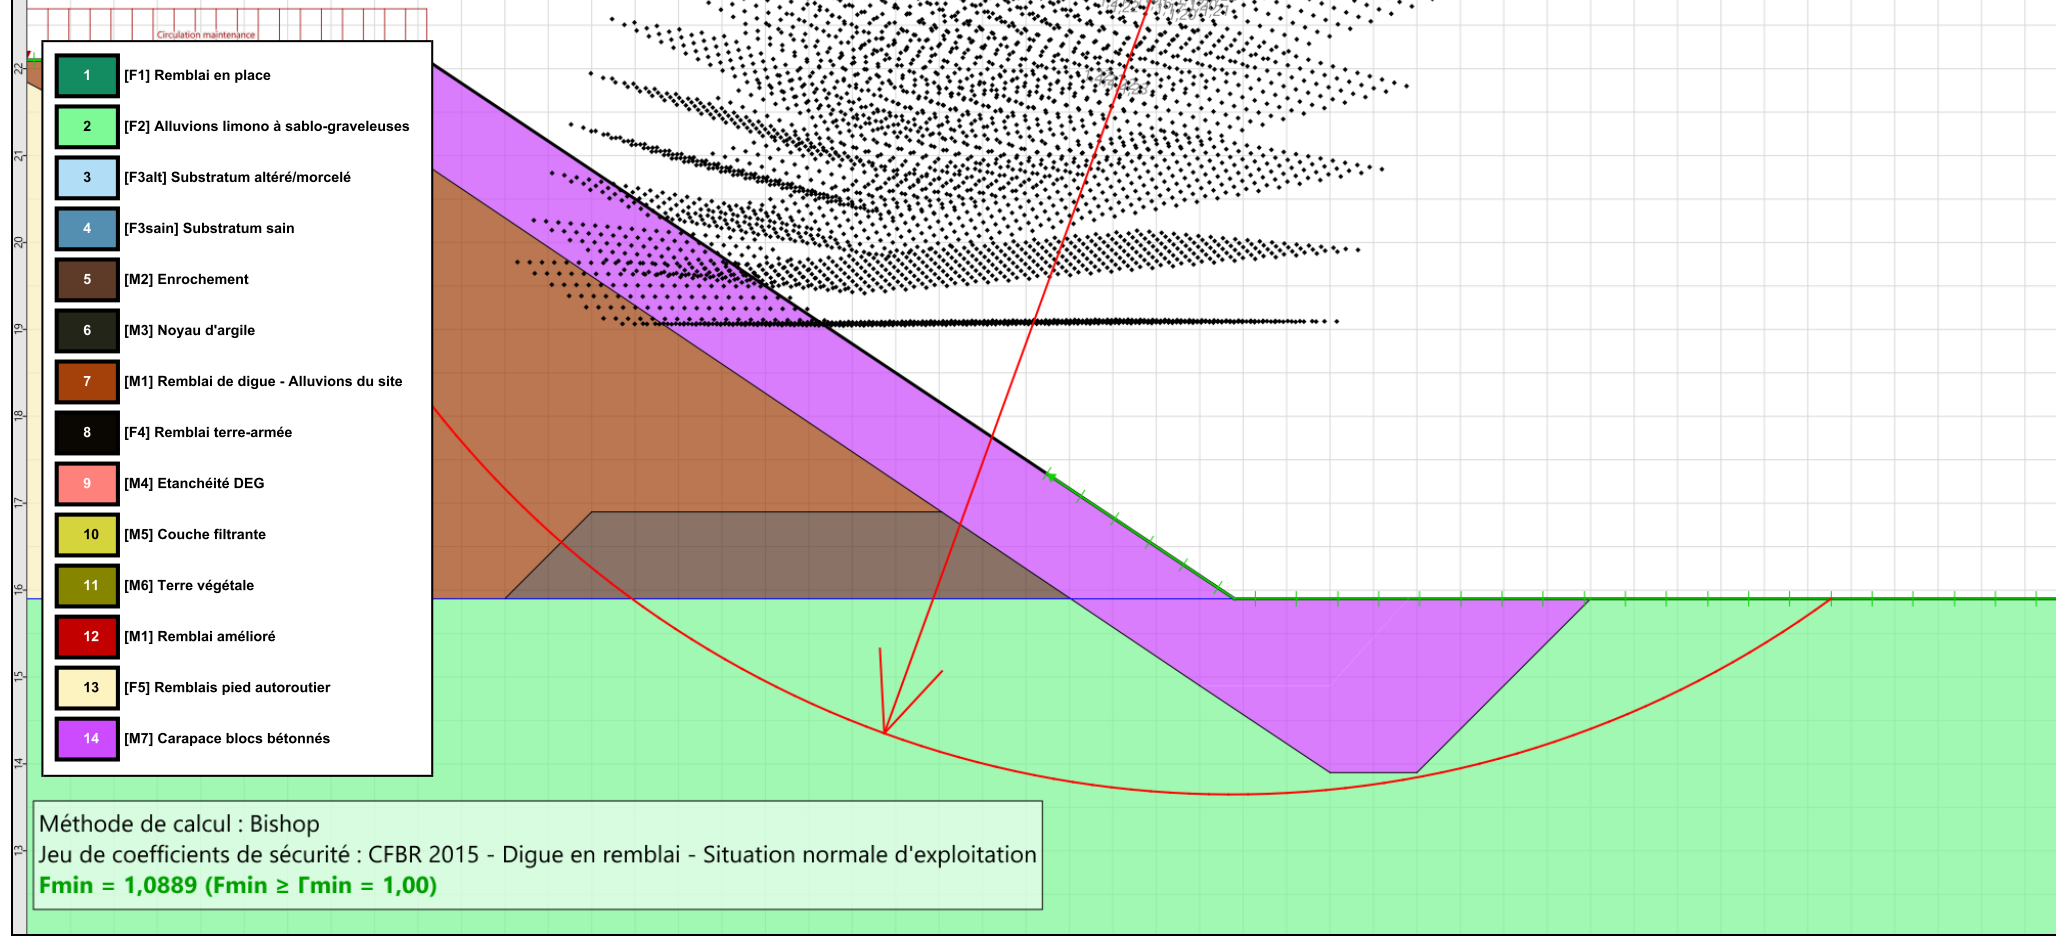 Circulation maintenance
22
21
20
19
18
17
16
15
14
13
1 [F1] Remblai en place
2 [F2] Alluvions limono à sablo-graveleuses
3 [F3alt] Substratum altéré/morcelé
4 [F3sain] Substratum sain
5 [M2] Enrochement
6 [M3] Noyau d'argile
7 [M1] Remblai de digue - Alluvions du site
8 [F4] Remblai terre-armée
9 [M4] Etanchéité DEG
10 [M5] Couche filtrante
11 [M6] Terre végétale
12 [M1] Remblai amélioré
13 [F5] Remblais pied autoroutier
14 [M7] Carapace blocs bétonnés
Méthode de calcul : Bishop
Jeu de coefficients de sécurité : CFBR 2015 - Digue en remblai - Situation normale d'exploitation
Fmin = 1,0889 (Fmin ≥ Γmin = 1,00)